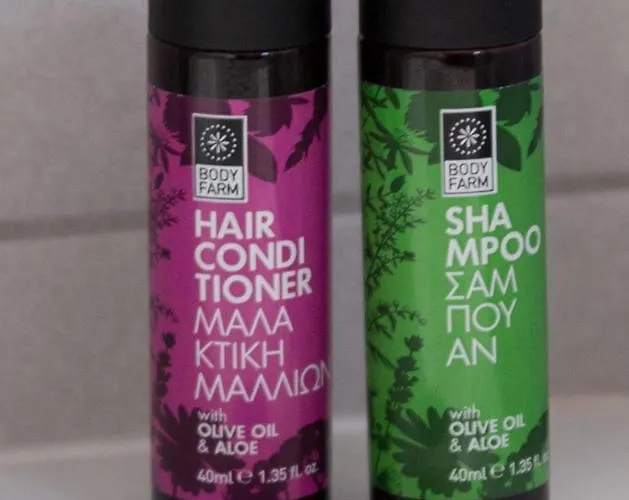 BODY
FARM
HAIR
CONDI
TIONER
ΜΑΛΑ
ΚΤΙΚΗ
ΜΑΛΛΙΩΝ
with
OLIVE OIL
& ALOE
40ml ℮ 1.35 fl. oz.
BODY
FARM
SHA
MPOO
ΣΑΜ
ΠΟΥ
ΑΝ
with
OLIVE OIL
& ALOE
40ml ℮ 1.35 fl. oz.